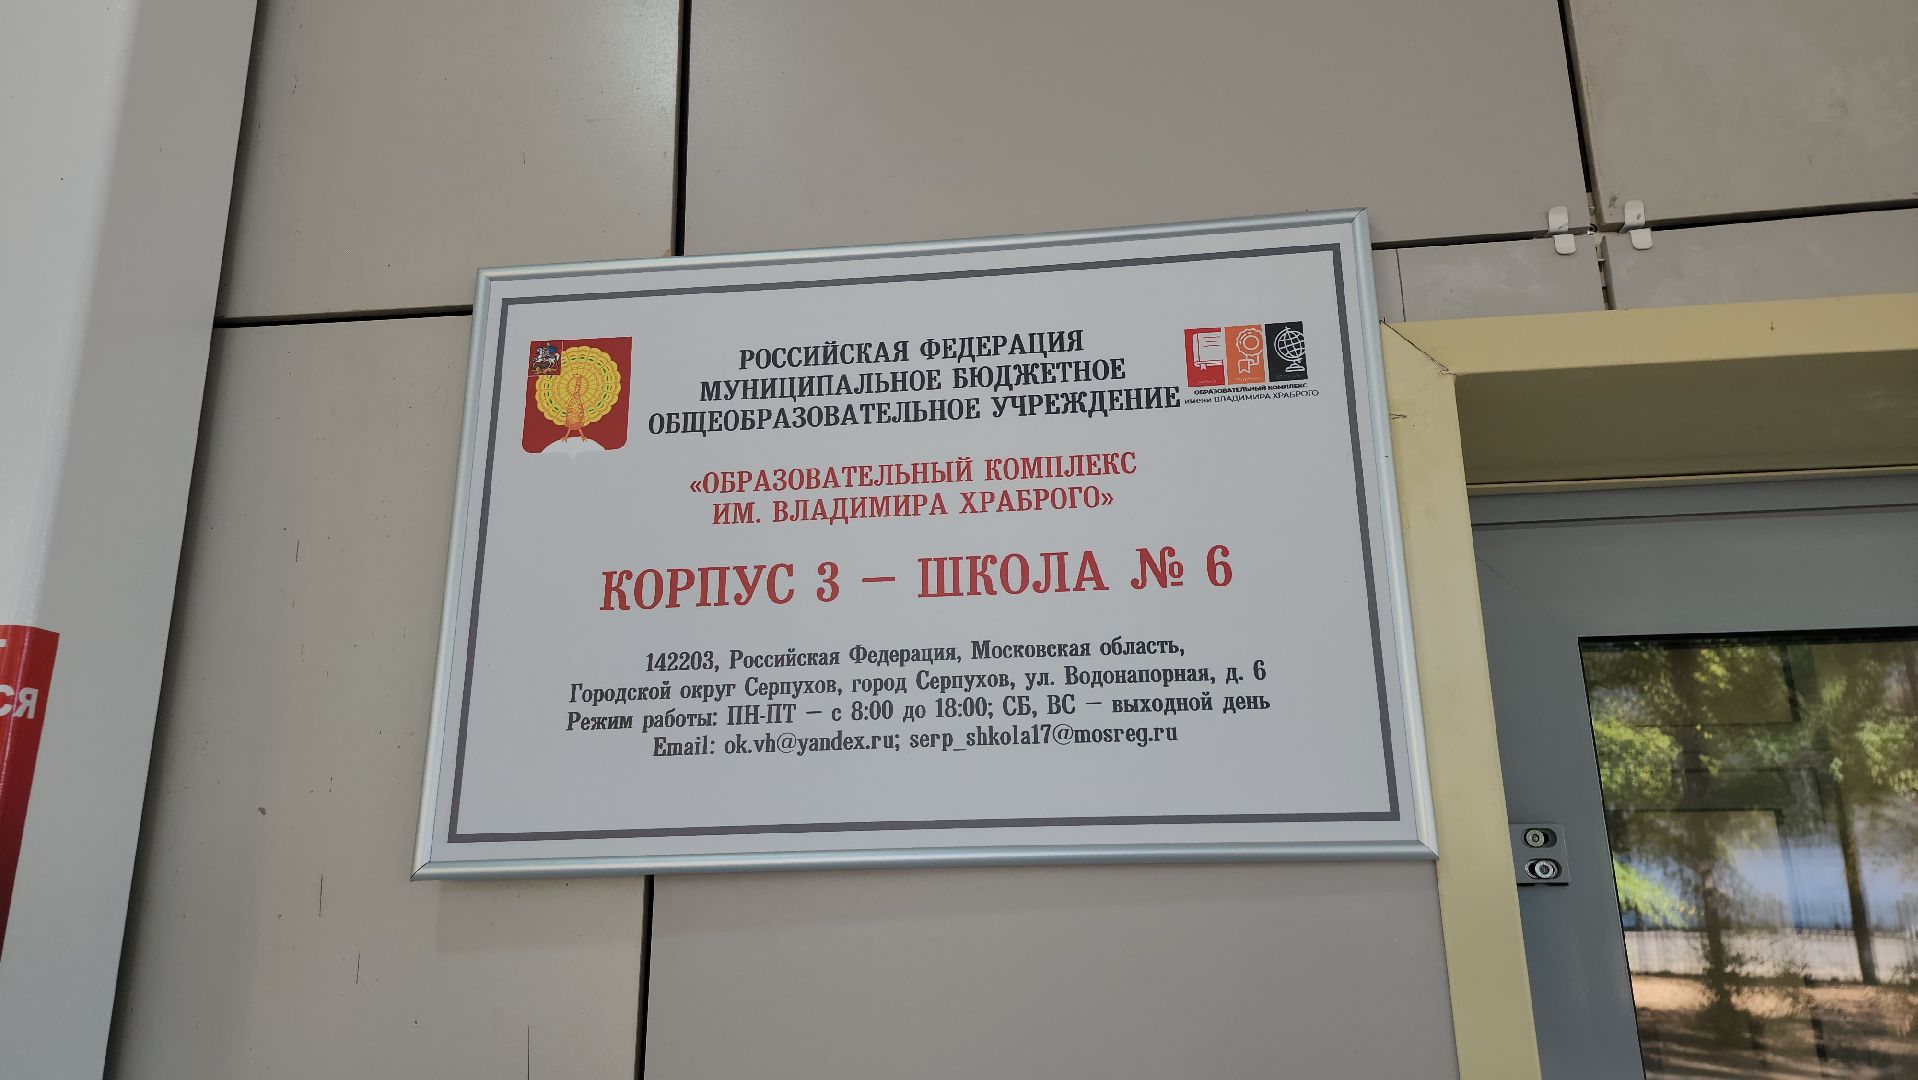 РОССИЙСКАЯ ФЕДЕРАЦИЯ
МУНИЦИПАЛЬНОЕ БЮДЖЕТНОЕ
ОБЩЕОБРАЗОВАТЕЛЬНОЕ УЧРЕЖДЕНИЕ
ОБРАЗОВАТЕЛЬНЫЙ КОМПЛЕКС
имени ВЛАДИМИРА ХРАБРОГО
«ОБРАЗОВАТЕЛЬНЫЙ КОМПЛЕКС
ИМ. ВЛАДИМИРА ХРАБРОГО»
КОРПУС 3 – ШКОЛА № 6
142203, Российская Федерация, Московская область,
Городской округ Серпухов, город Серпухов, ул. Водонапорная, д. 6
Режим работы: ПН-ПТ – с 8:00 до 18:00; СБ, ВС – выходной день
Email: ok.vh@yandex.ru; serp_shkola17@mosreg.ru
СЯ